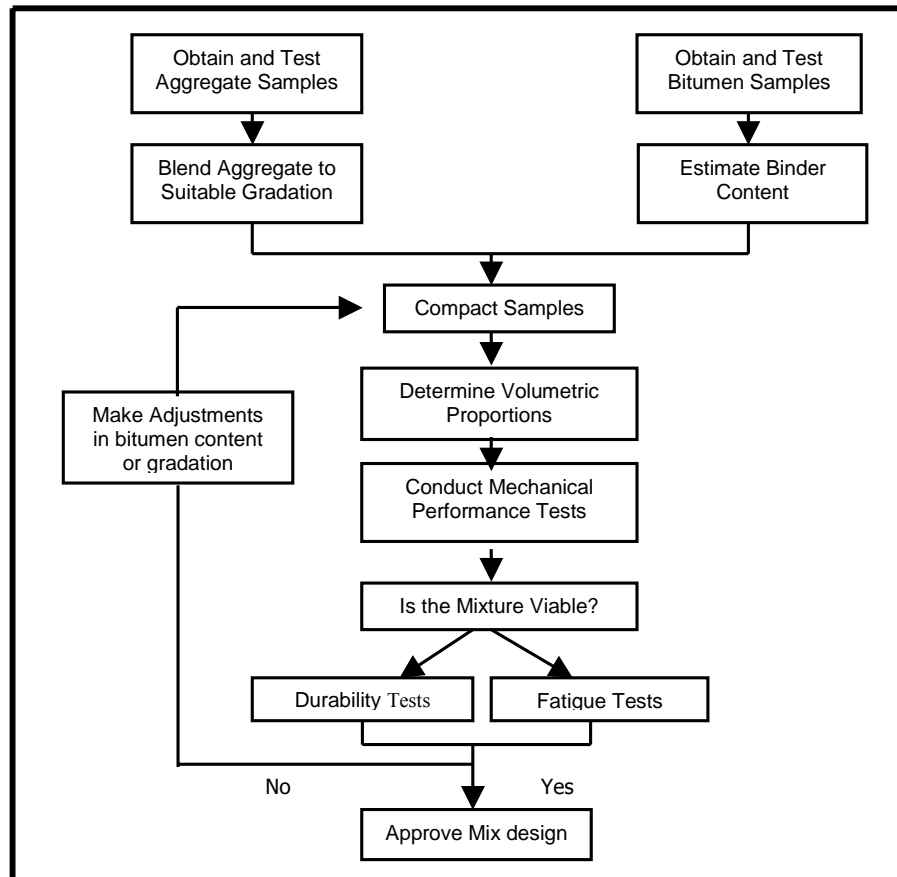 Obtain and Test
Aggregate Samples
Obtain and Test
Bitumen Samples
Blend Aggregate to
Suitable Gradation
Estimate Binder
Content
Compact Samples
Determine Volumetric
Proportions
Make Adjustments
in bitumen content
or gradation
Conduct Mechanical
Performance Tests
Is the Mixture Viable?
Durability Tests
Fatigue Tests
No
Yes
Approve Mix design